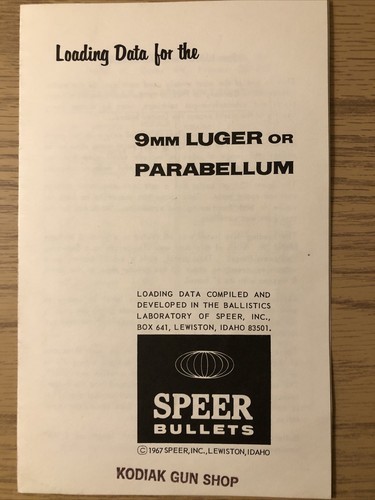 Loading Data for the
9MM LUGER OR
PARABELLUM
LOADING DATA COMPILED AND
DEVELOPED IN THE BALLISTICS
LABORATORY OF SPEER, INC.,
BOX 641, LEWISTON, IDAHO 83501.
SPEER
BULLETS
©1967 SPEER, INC., LEWISTON, IDAHO
KODIAK GUN SHOP